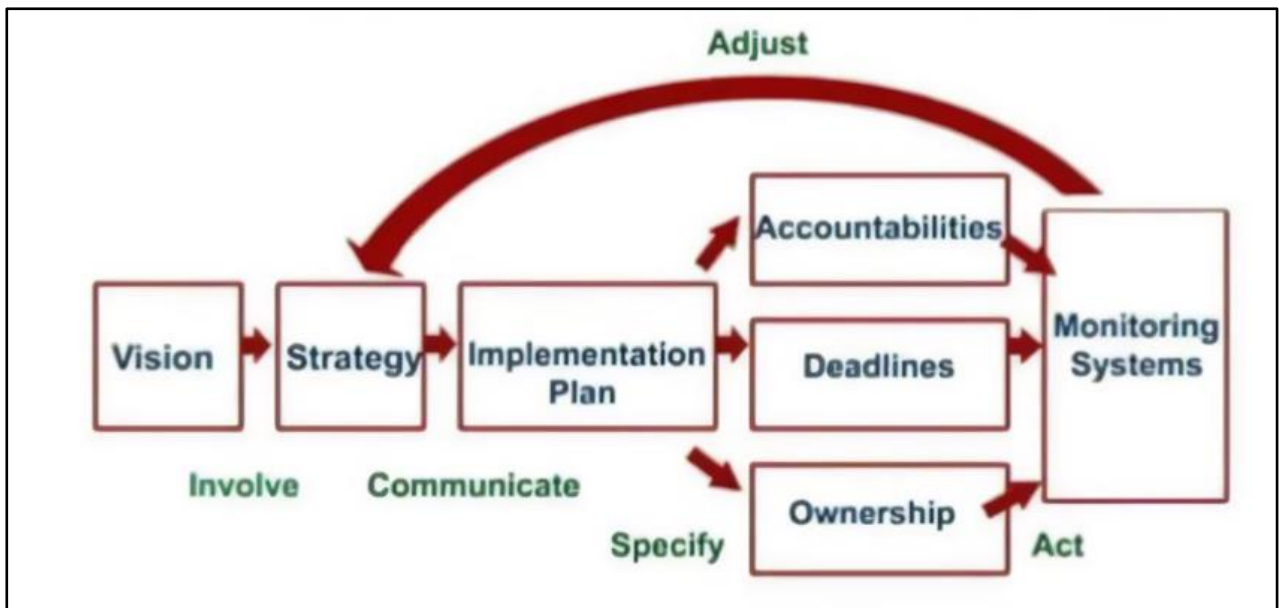 Adjust
Accountabilities
Vision
Strategy
Implementation
Plan
Deadlines
Monitoring
Systems
Involve
Communicate
Ownership
Specify
Act